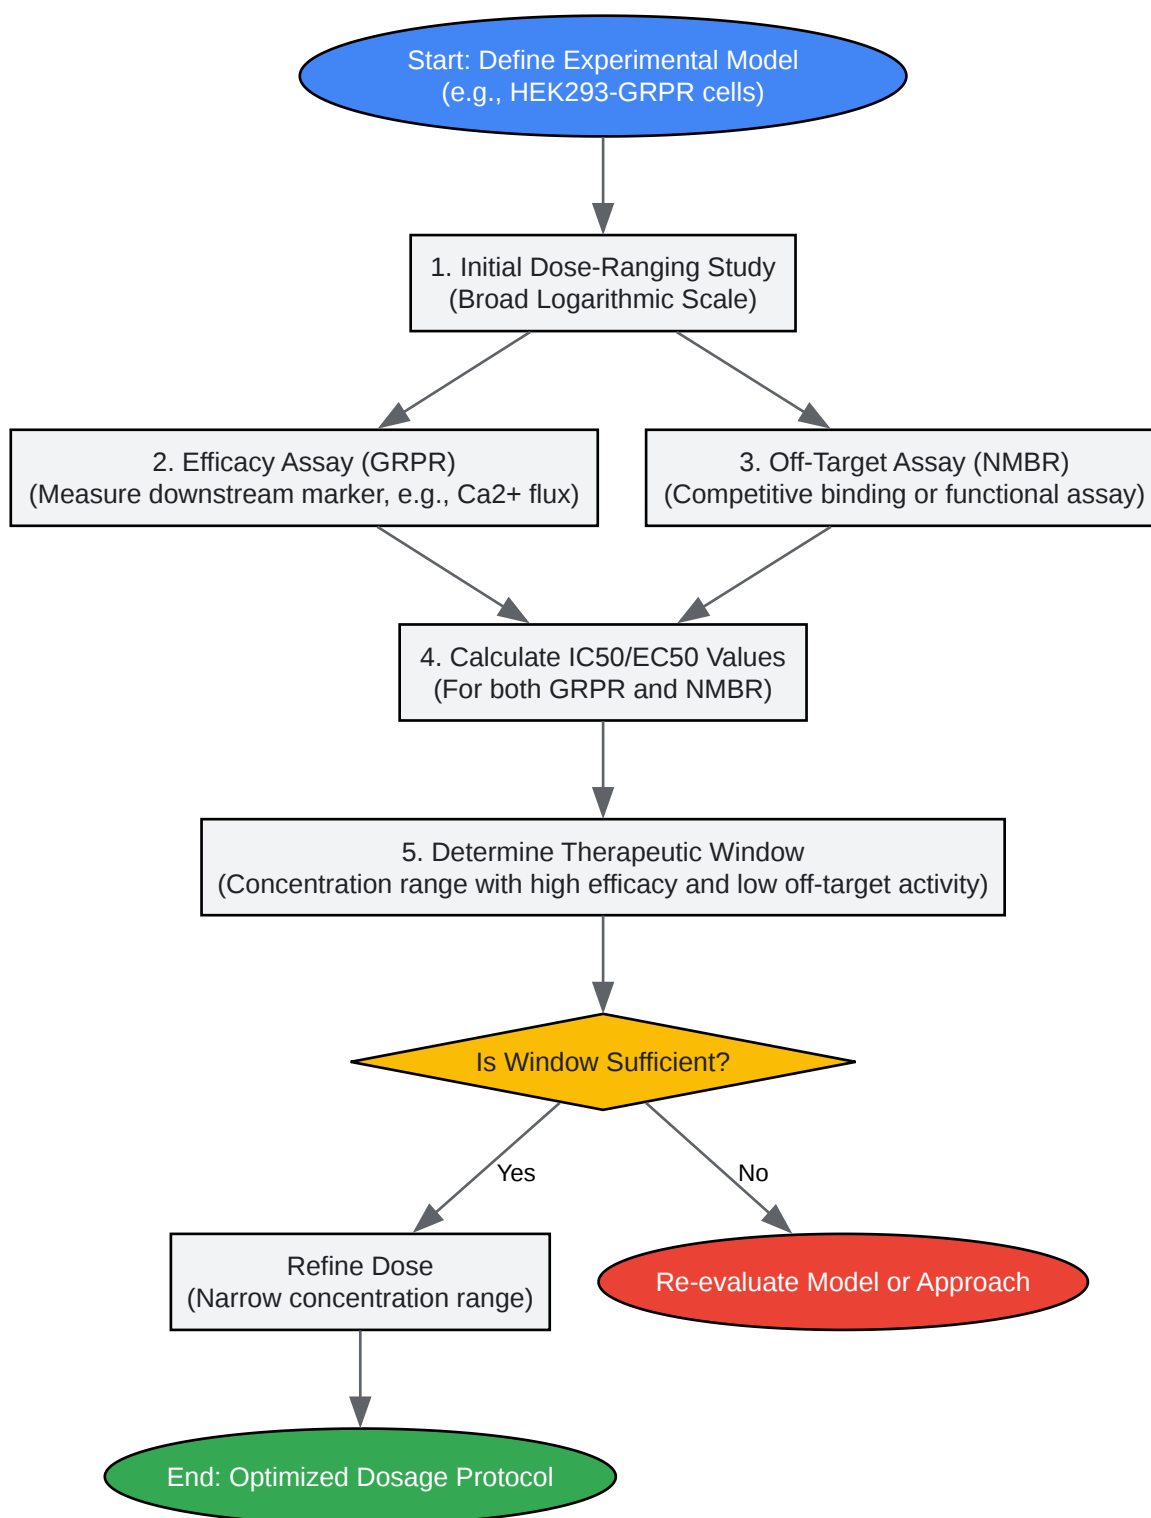 Start: Define Experimental Model
(e.g., HEK293-GRPR cells)
1. Initial Dose-Ranging Study
(Broad Logarithmic Scale)
2. Efficacy Assay (GRPR)
(Measure downstream marker, e.g., Ca2+ flux)
3. Off-Target Assay (NMBR)
(Competitive binding or functional assay)
4. Calculate IC50/EC50 Values
(For both GRPR and NMBR)
5. Determine Therapeutic Window
(Concentration range with high efficacy and low off-target activity)
Is Window Sufficient?
Yes
No
Refine Dose
(Narrow concentration range)
Re-evaluate Model or Approach
End: Optimized Dosage Protocol